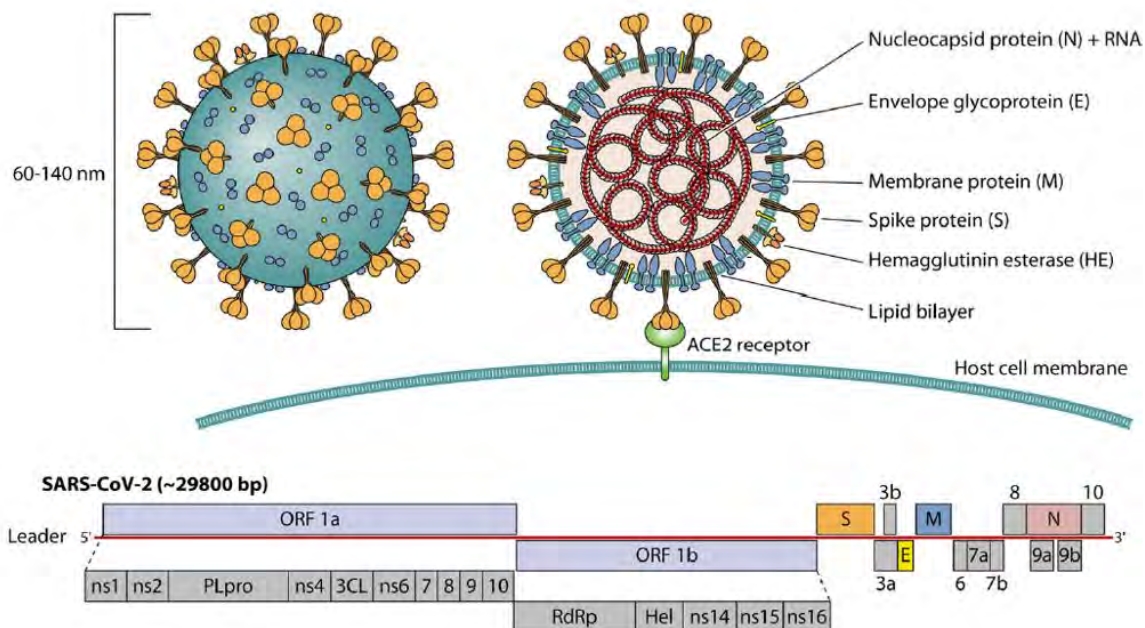 60-140 nm
Nucleocapsid protein (N) + RNA
Envelope glycoprotein (E)
Membrane protein (M)
Spike protein (S)
Hemagglutinin esterase (HE)
Lipid bilayer
ACE2 receptor
Host cell membrane
SARS-CoV-2 (~29800 bp)
3b 8 10
ORF 1a S M N
Leader 5' 3'
ORF 1b E 7a 9a 9b
3a 6 7b
ns1 ns2 PLpro ns4 3CL ns6 7 8 9 10
RdRp Hel ns14 ns15 ns16